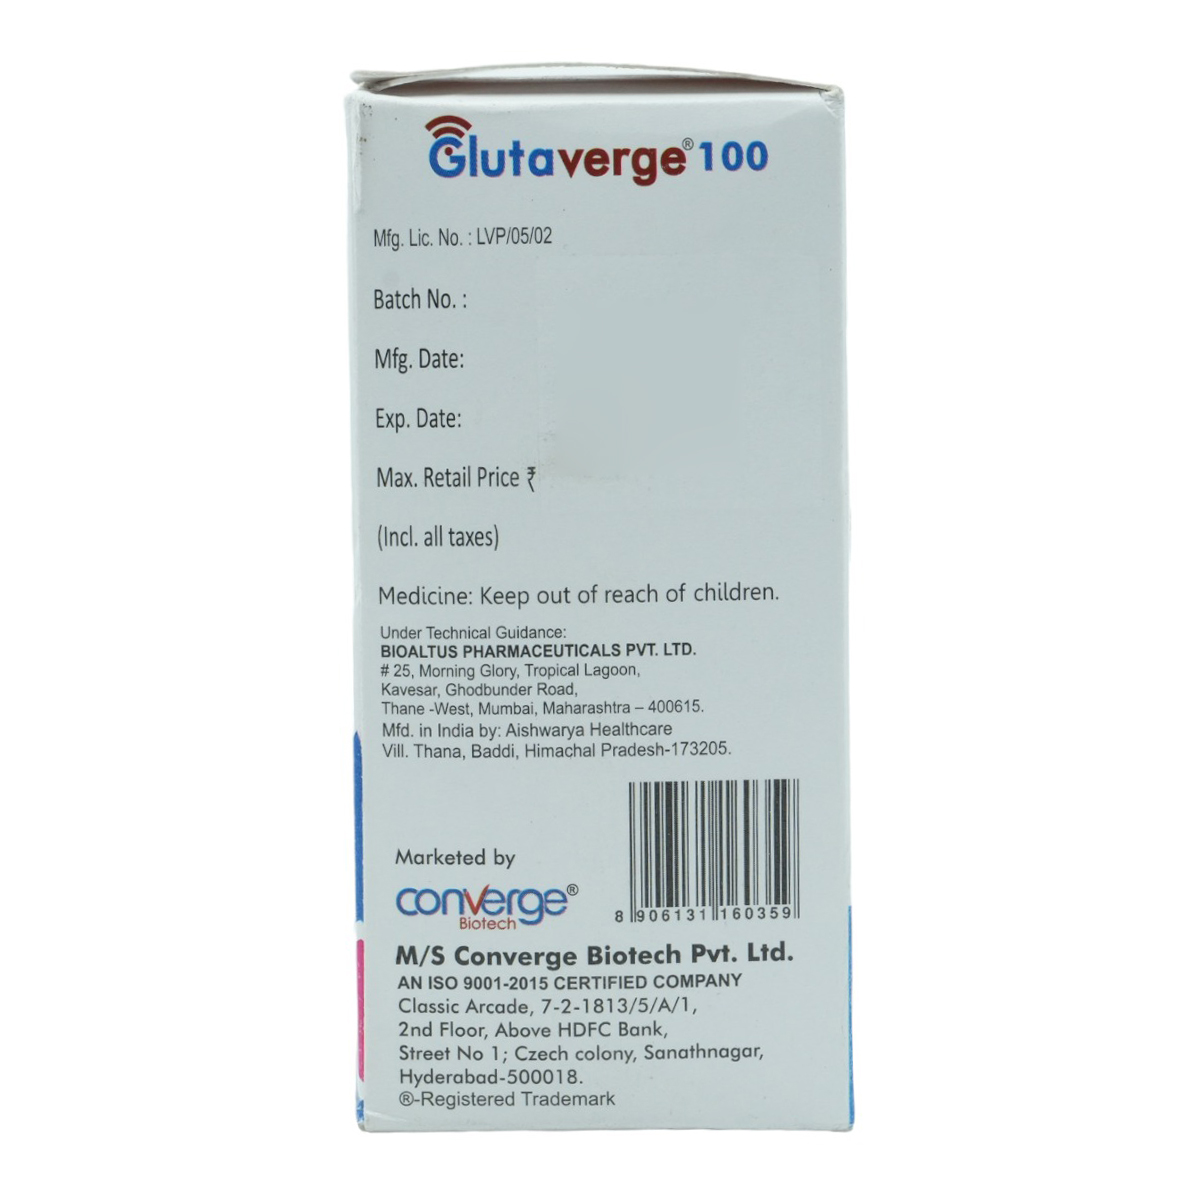 Glutaverge® 100
Mfg. Lic. No. : LVP/05/02
Batch No. :
Mfg. Date:
Exp. Date:
Max. Retail Price ₹
(Incl. all taxes)
Medicine: Keep out of reach of children.
Under Technical Guidance:
BIOALTUS PHARMACEUTICALS PVT. LTD.
# 25, Morning Glory, Tropical Lagoon,
Kavesar, Ghodbunder Road,
Thane -West, Mumbai, Maharashtra – 400615.
Mfd. in India by: Aishwarya Healthcare
Vill. Thana, Baddi, Himachal Pradesh-173205.
Marketed by
converge®
Biotech
8 906131 160359
M/S Converge Biotech Pvt. Ltd.
AN ISO 9001-2015 CERTIFIED COMPANY
Classic Arcade, 7-2-1813/5/A/1,
2nd Floor, Above HDFC Bank,
Street No 1; Czech colony, Sanathnagar,
Hyderabad-500018.
®-Registered Trademark